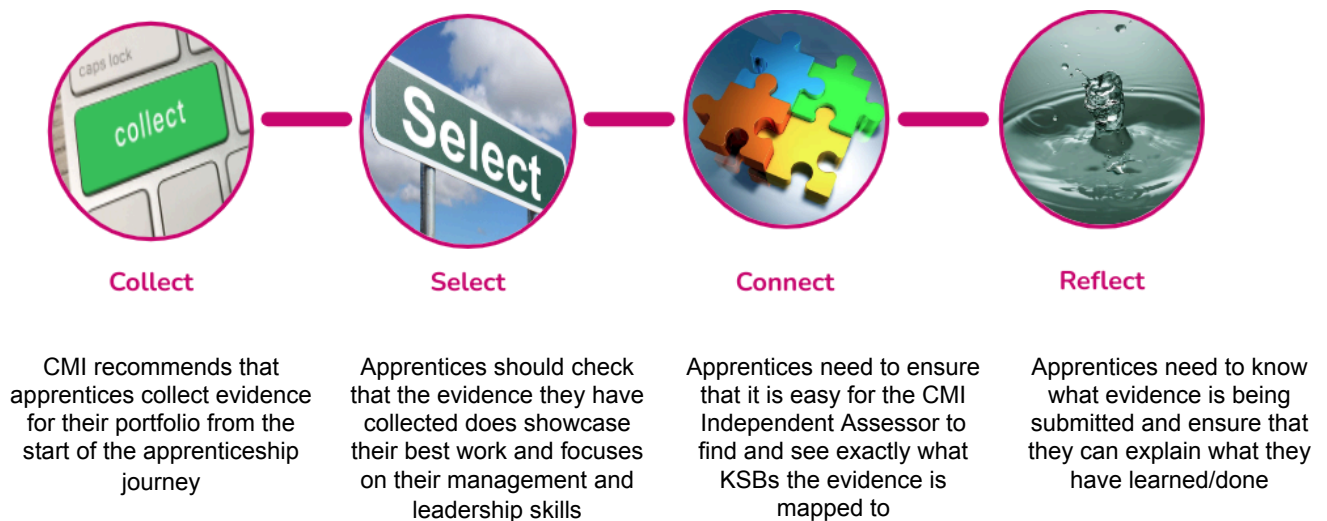 caps lock
collect
Select
Collect
Select
Connect
Reflect
CMI recommends that
apprentices collect evidence
for their portfolio from the
start of the apprenticeship
journey
Apprentices should check
that the evidence they have
collected does showcase
their best work and focuses
on their management and
leadership skills
Apprentices need to ensure
that it is easy for the CMI
Independent Assessor to
find and see exactly what
KSBs the evidence is
mapped to
Apprentices need to know
what evidence is being
submitted and ensure that
they can explain what they
have learned/done